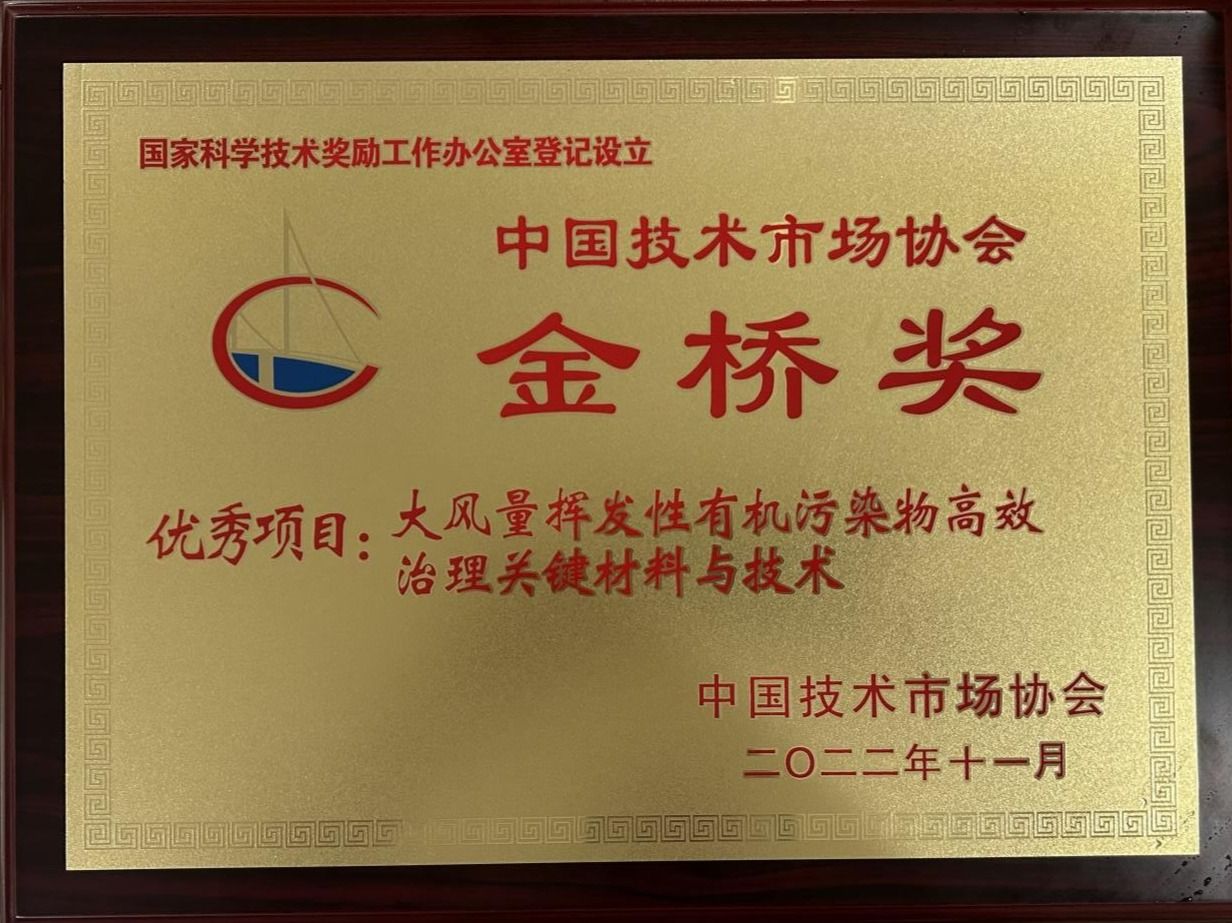 国家科学技术奖励工作办公室登记设立
中国技术市场协会
金桥奖
优秀项目：大风量挥发性有机污染物高效
治理关键材料与技术
中国技术市场协会
二〇二二年十一月